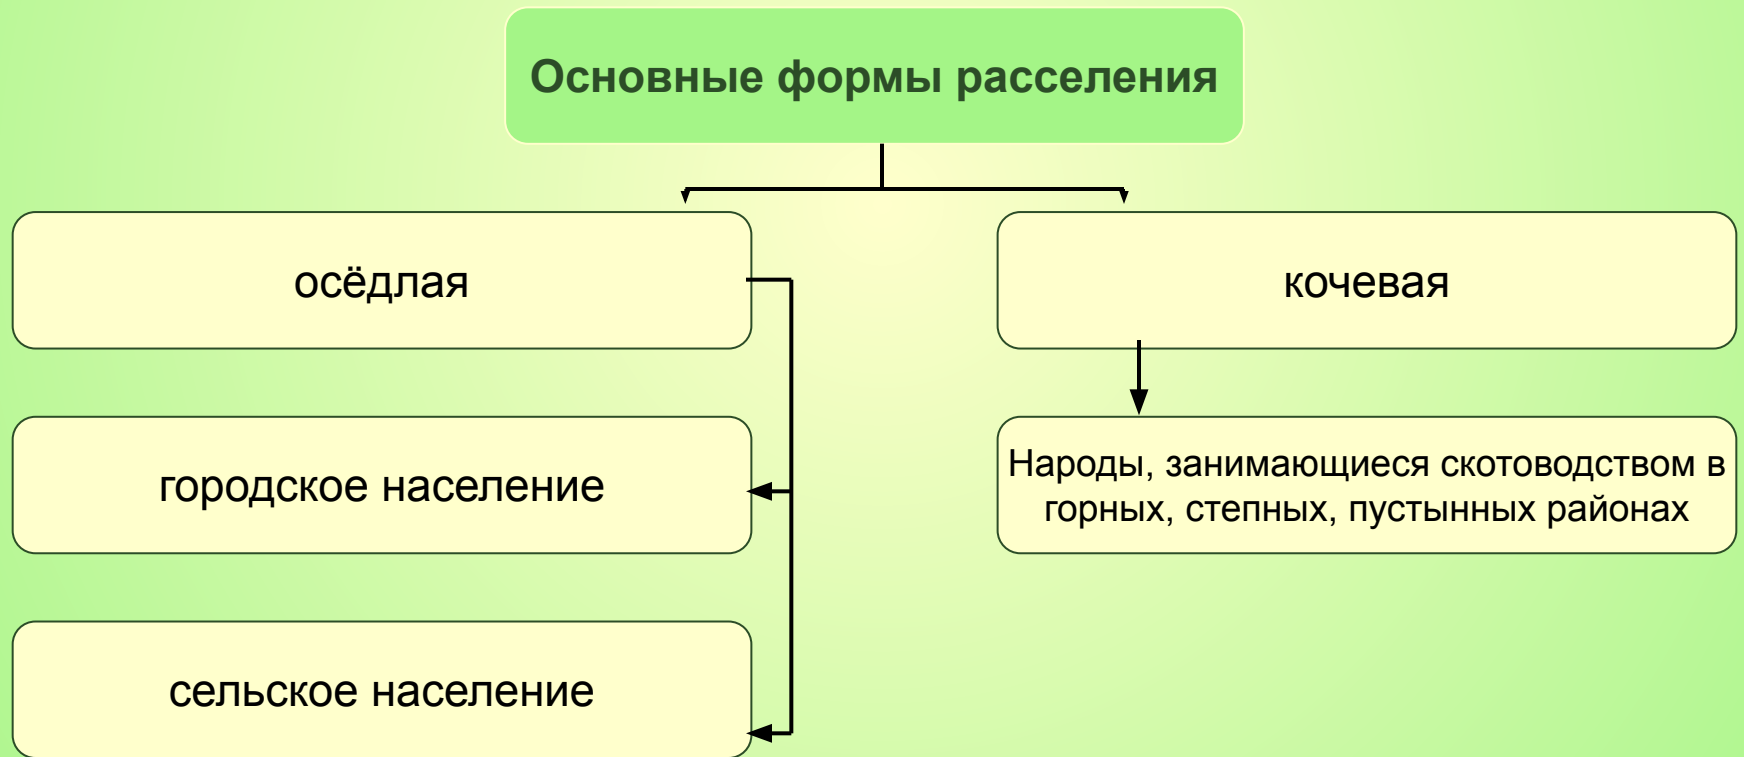 Основные формы расселения
осёдлая
кочевая
городское население
Народы, занимающиеся скотоводством в
горных, степных, пустынных районах
сельское население